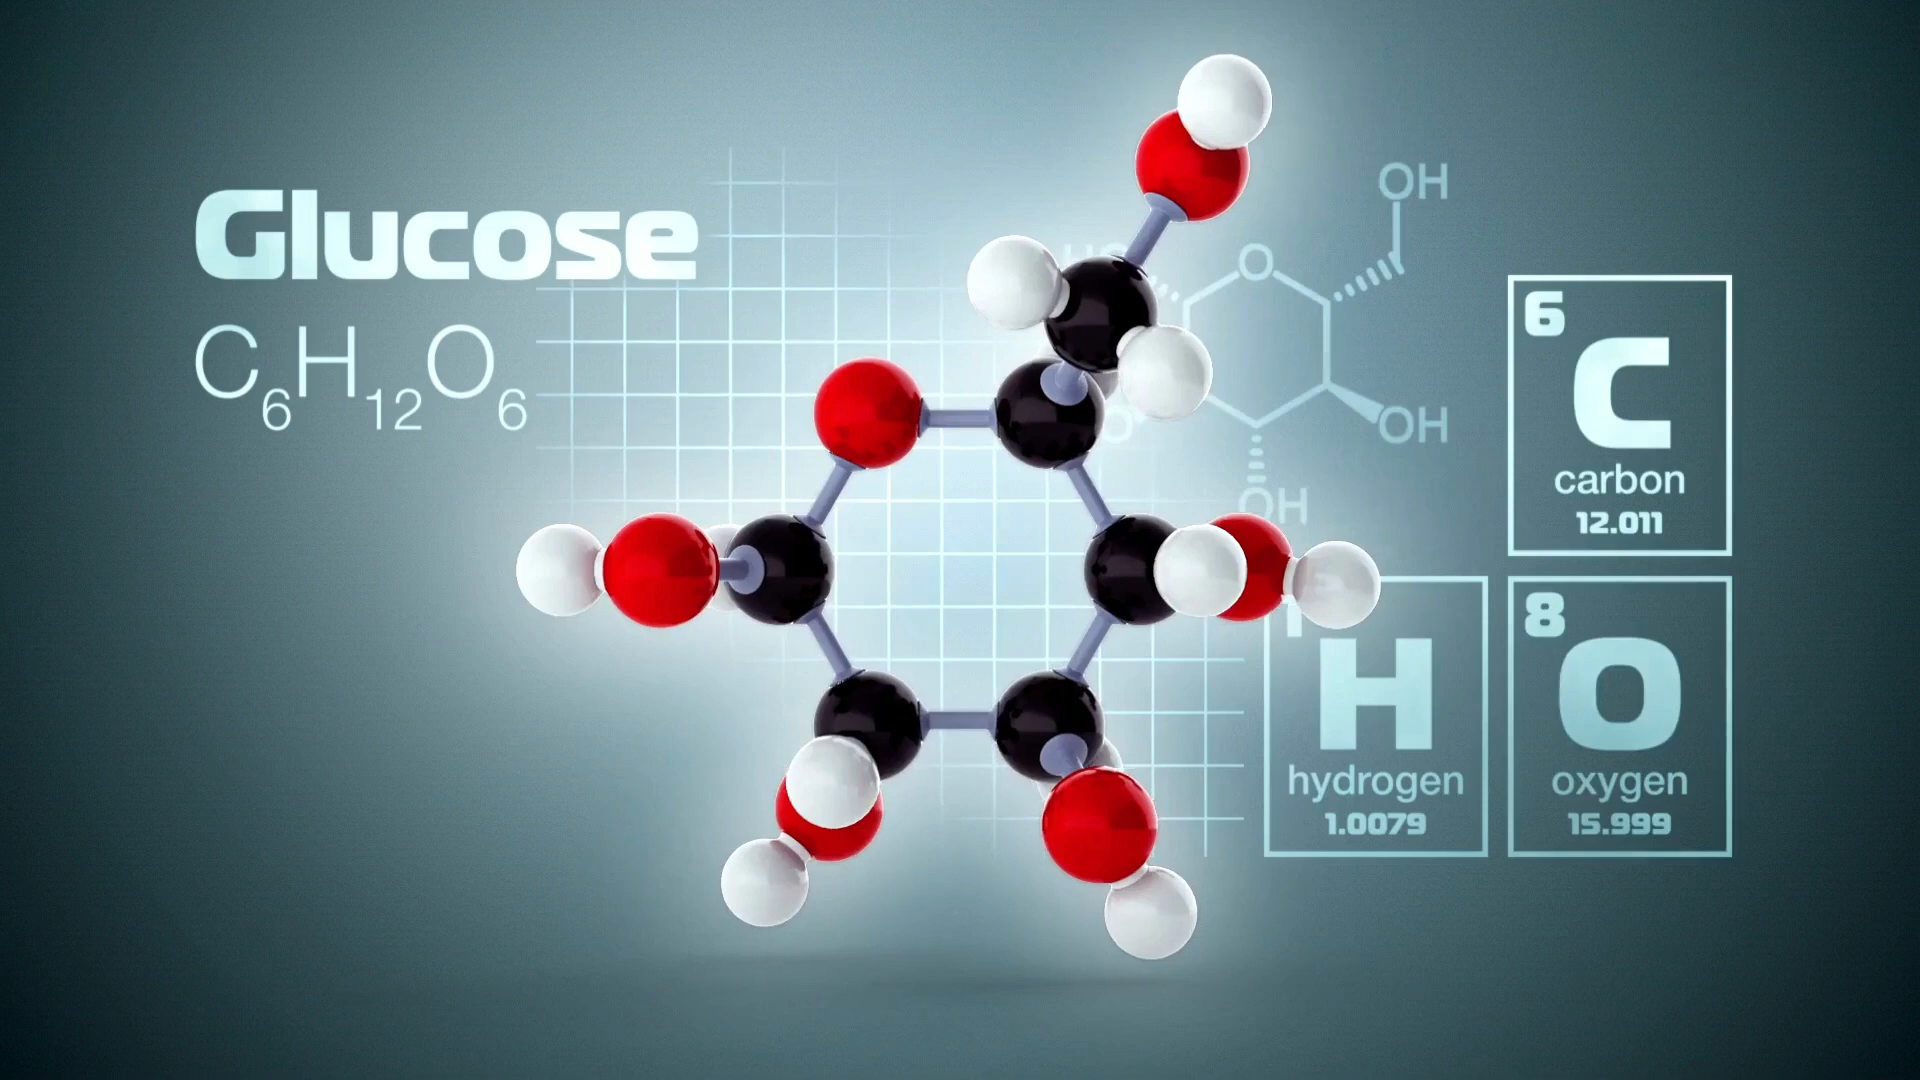 Glucose
C6H12O6
OH
O
OH
OH
O
6
C
carbon
12.011
H
hydrogen
1.0079
8
O
oxygen
15.999